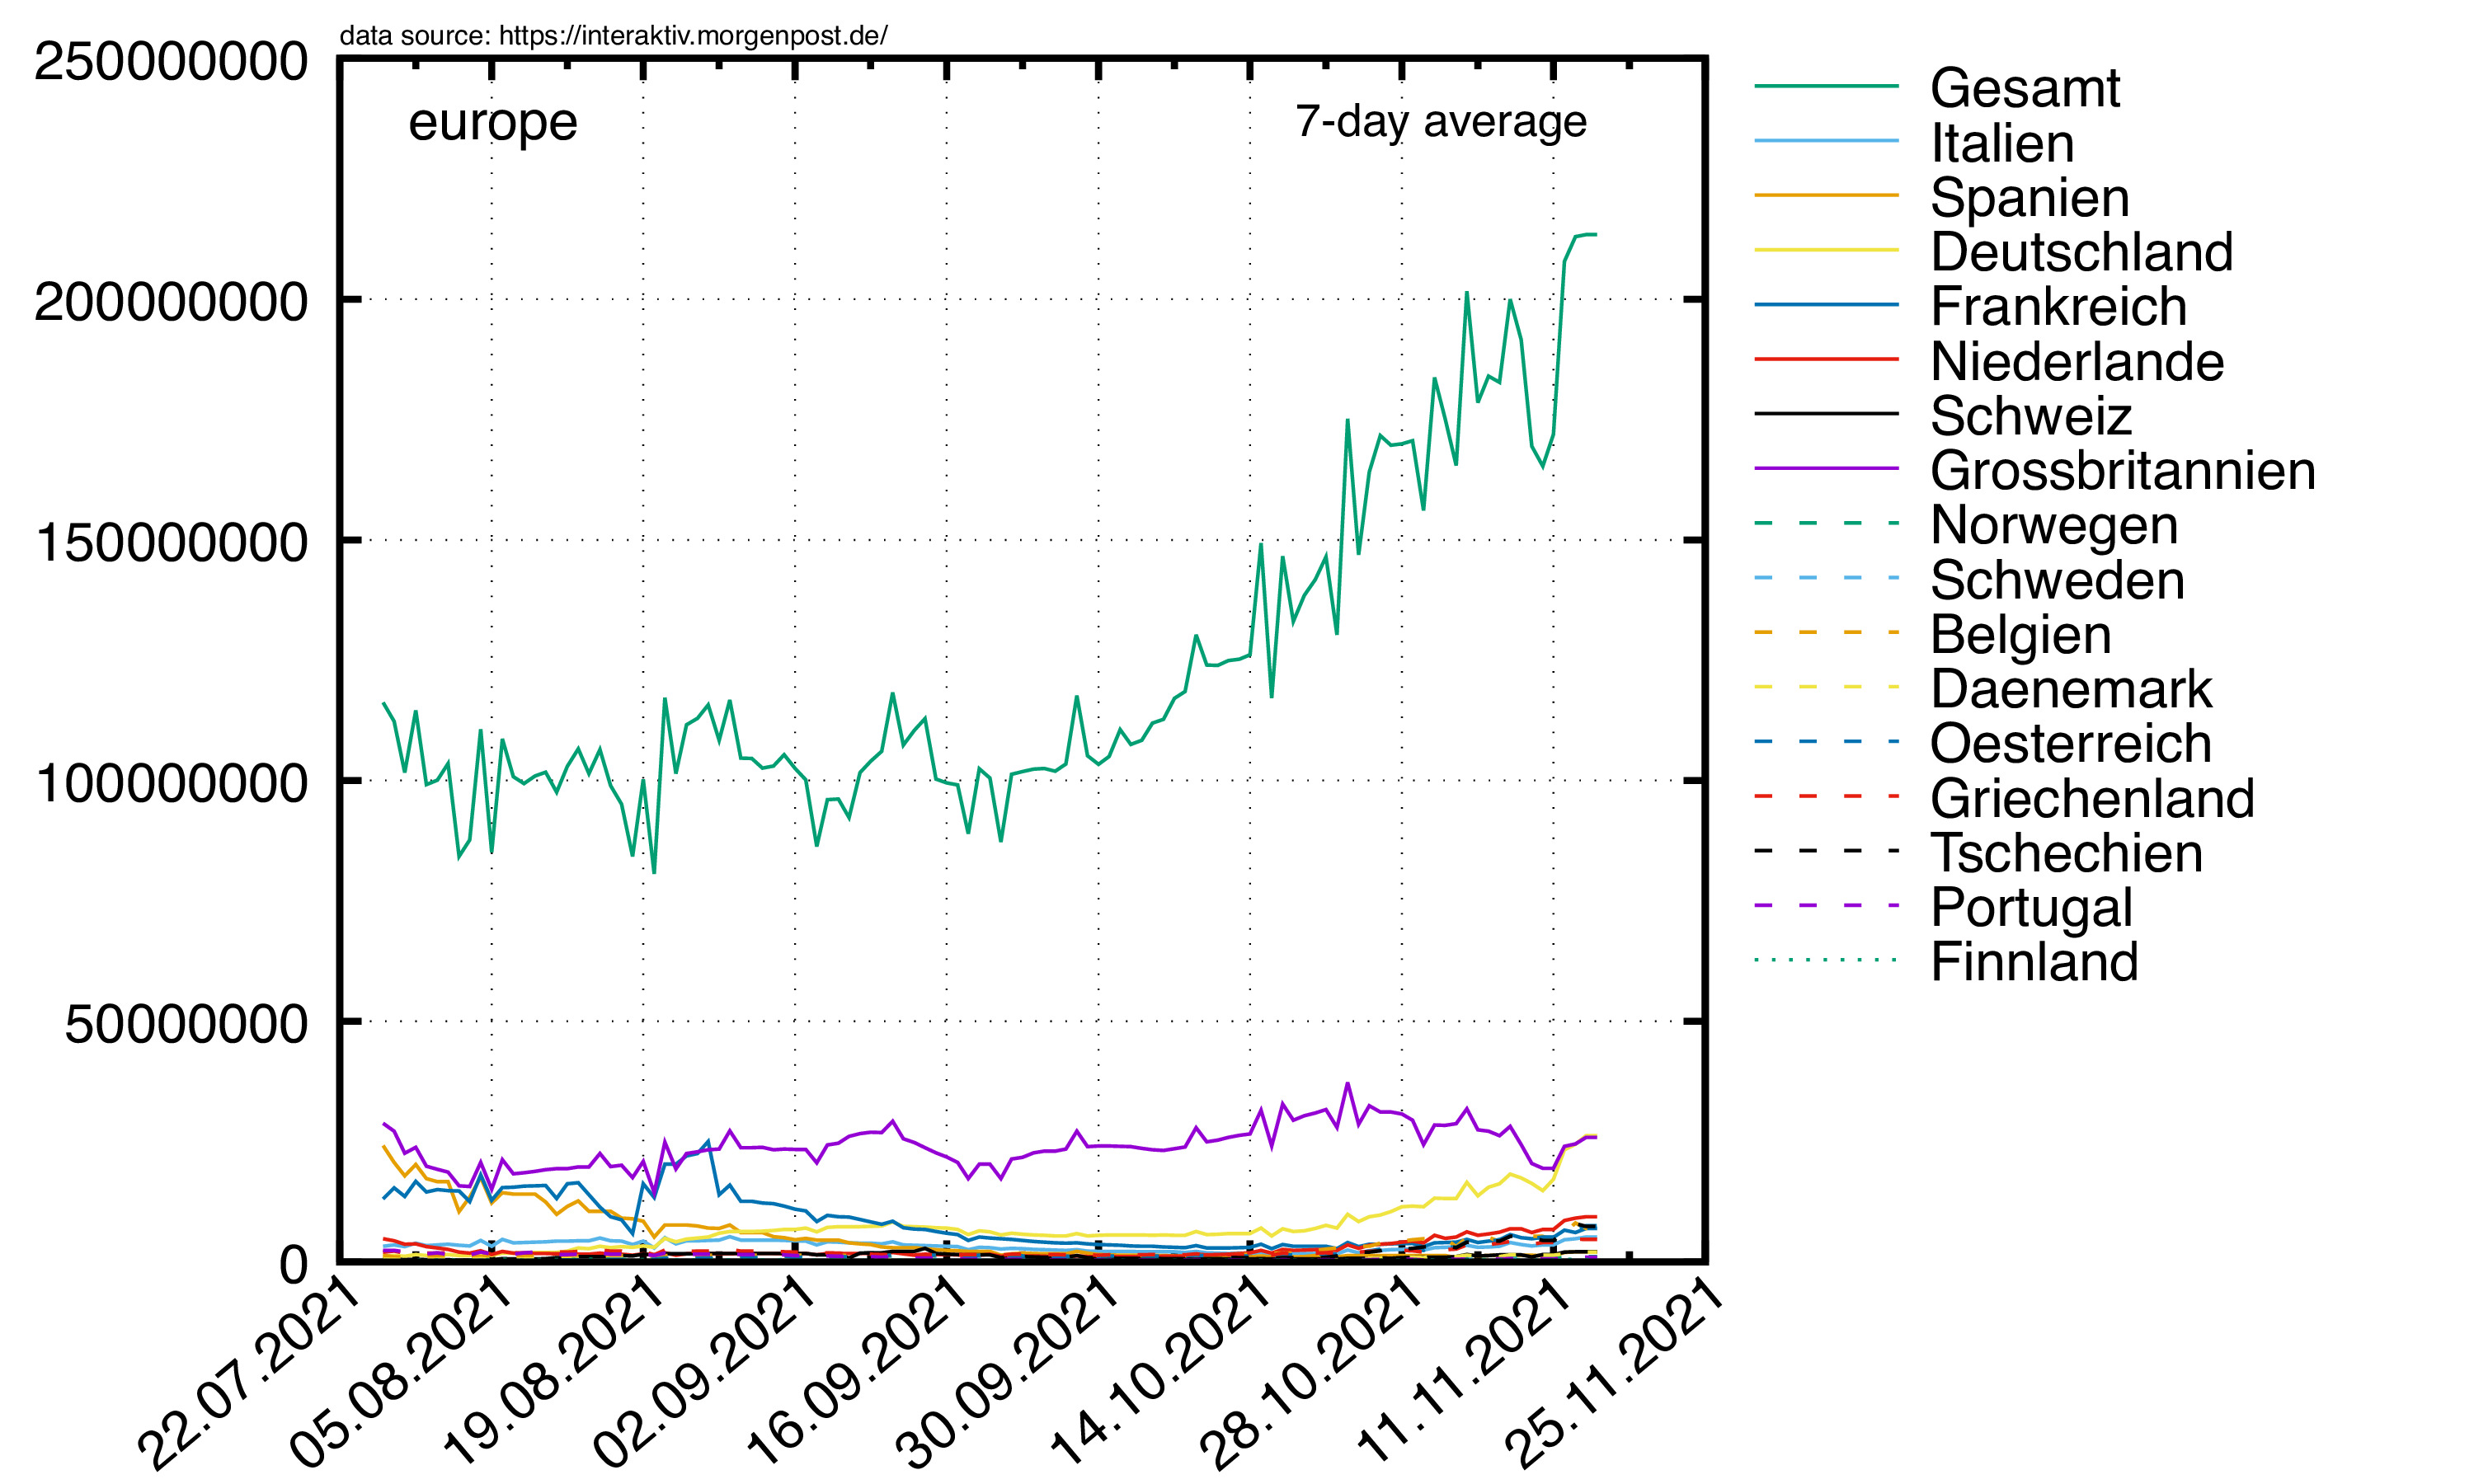 data source: https://interaktiv.morgenpost.de/
europe
7-day average
250000000
200000000
150000000
100000000
50000000
0
22.07.2021
05.08.2021
19.08.2021
02.09.2021
16.09.2021
30.09.2021
14.10.2021
28.10.2021
11.11.2021
25.11.2021
Gesamt
Italien
Spanien
Deutschland
Frankreich
Niederlande
Schweiz
Grossbritannien
Norwegen
Schweden
Belgien
Daenemark
Oesterreich
Griechenland
Tschechien
Portugal
Finnland